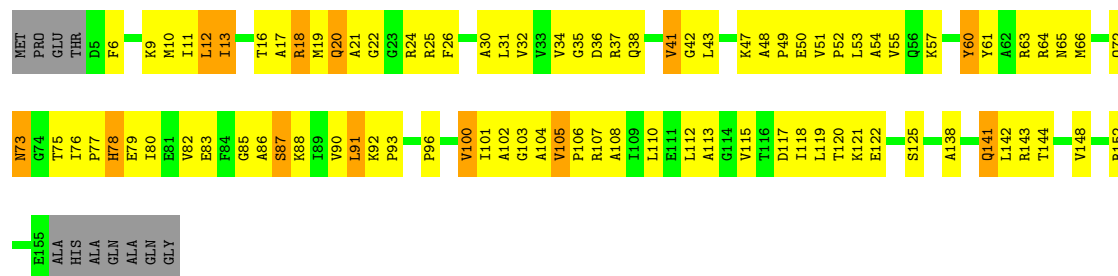 MET PRO GLU THR D5 F6 K9 M10 I11 L12 I13 T16 A17 R18 M19 Q20 A21 G22 G23 R24 R25 F26 A30 L31 V32 V33 V34 G35 D36 R37 Q38 V41 G42 L43 K47 A48 P49 E50 V51 P52 L53 A54 V55 Q56 K57 Y60 Y61 A62 R63 R64 N65 M66
N73 G74 T75 I76 P77 H78 E79 I80 E81 V82 E83 F84 G85 A86 S87 K88 I89 V90 L91 K92 P93 P96 V100 I101 A102 G103 A104 V105 P106 R107 A108 I109 L110 E111 L112 A113 G114 V115 T116 D117 I118 L119 T120 K121 E122 S125 A138 Q141 L142 R143 T144 V148
E155 ALA HIS ALA GLN ALA GLN GLY